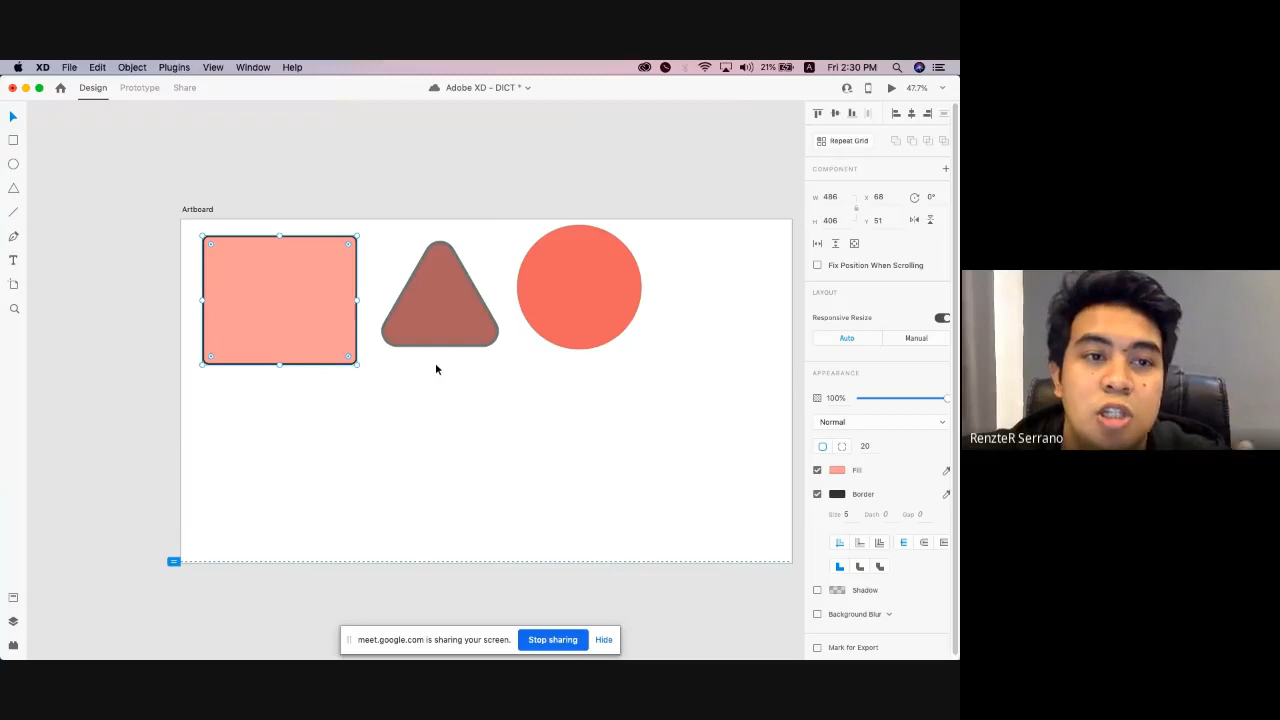 XD File Edit Object Plugins View Window Help 21% A Fri 2:30 PM
Design Prototype Share Adobe XD - DICT * 47.7%
Repeat Grid
COMPONENT +
W 486 X 68 0°
H 406 Y 51
Artboard
Fix Position When Scrolling
LAYOUT
Responsive Resize
Auto Manual
APPEARANCE
100%
Normal
20
Fill
Border
Size 5 Dash 0 Gap 0
Shadow
Background Blur
Mark for Export
T
meet.google.com is sharing your screen. Stop sharing Hide
RenzteR Serrano